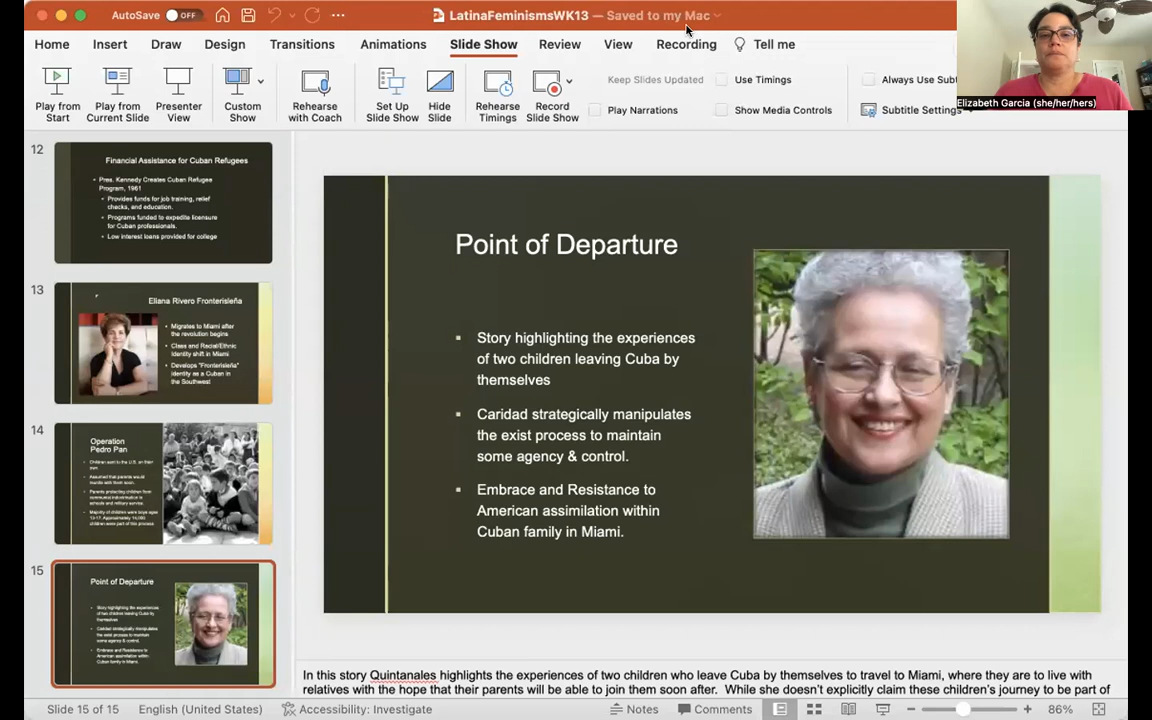 AutoSave OFF
LatinaFeminismsWK13 — Saved to my Mac
Elizabeth Garcia (she/her/hers)
Home Insert Draw Design Transitions Animations Slide Show Review View Recording Tell me
Play from Start
Play from Current Slide
Presenter View
Custom Show
Rehearse with Coach
Set Up Slide Show
Hide Slide
Rehearse Timings
Record Slide Show
Keep Slides Updated
Play Narrations
Use Timings
Show Media Controls
Always Use Subt
Subtitle Settings
12
Financial Assistance for Cuban Refugees
Pres. Kennedy Creates Cuban Refugee
Program, 1961
Provides funds for job training, relief
checks, and education.
Programs funded to expedite licensure
for Cuban professionals.
Low interest loans provided for college
13
Eliana Rivero Fronterisleña
Migrates to Miami after
the revolution begins
Class and Racial/Ethnic
Identity shift in Miami
Develops "Fronterisleña"
identity as a Cuban in
the Southwest
14
Operation
Pedro Pan
Children sent to the U.S. on their
own
Assumed that parents would
reunite with them soon.
Parents protecting children from
communist indoctrination in
schools and military service.
Majority of children were boys ages
13-17. Approximately 14,000
children were part of this process
15
Point of Departure
Story highlighting the experiences
of two children leaving Cuba by
themselves
Caridad strategically manipulates
the exist process to maintain
some agency & control.
Embrace and Resistance to
American assimilation within
Cuban family in Miami.
Point of Departure
Story highlighting the experiences
of two children leaving Cuba by
themselves
Caridad strategically manipulates
the exist process to maintain
some agency & control.
Embrace and Resistance to
American assimilation within
Cuban family in Miami.
In this story Quintanales highlights the experiences of two children who leave Cuba by themselves to travel to Miami, where they are to live with
relatives with the hope that their parents will be able to join them soon after. While she doesn't explicitly claim these children's journey to be part of
Slide 15 of 15 English (United States) Accessibility: Investigate Notes Comments 86%